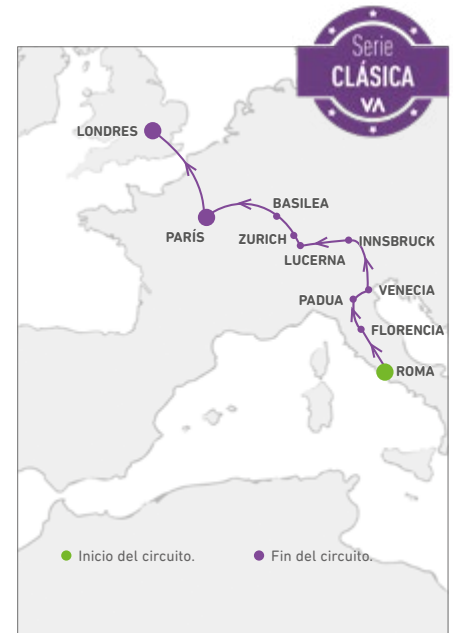 Serie
CLÁSICA
VA
LONDRES
BASILEA
PARÍS
ZURICH
INNSBRUCK
LUCERNA
VENECIA
PADUA
FLORENCIA
ROMA
Inicio del circuito.
Fin del circuito.